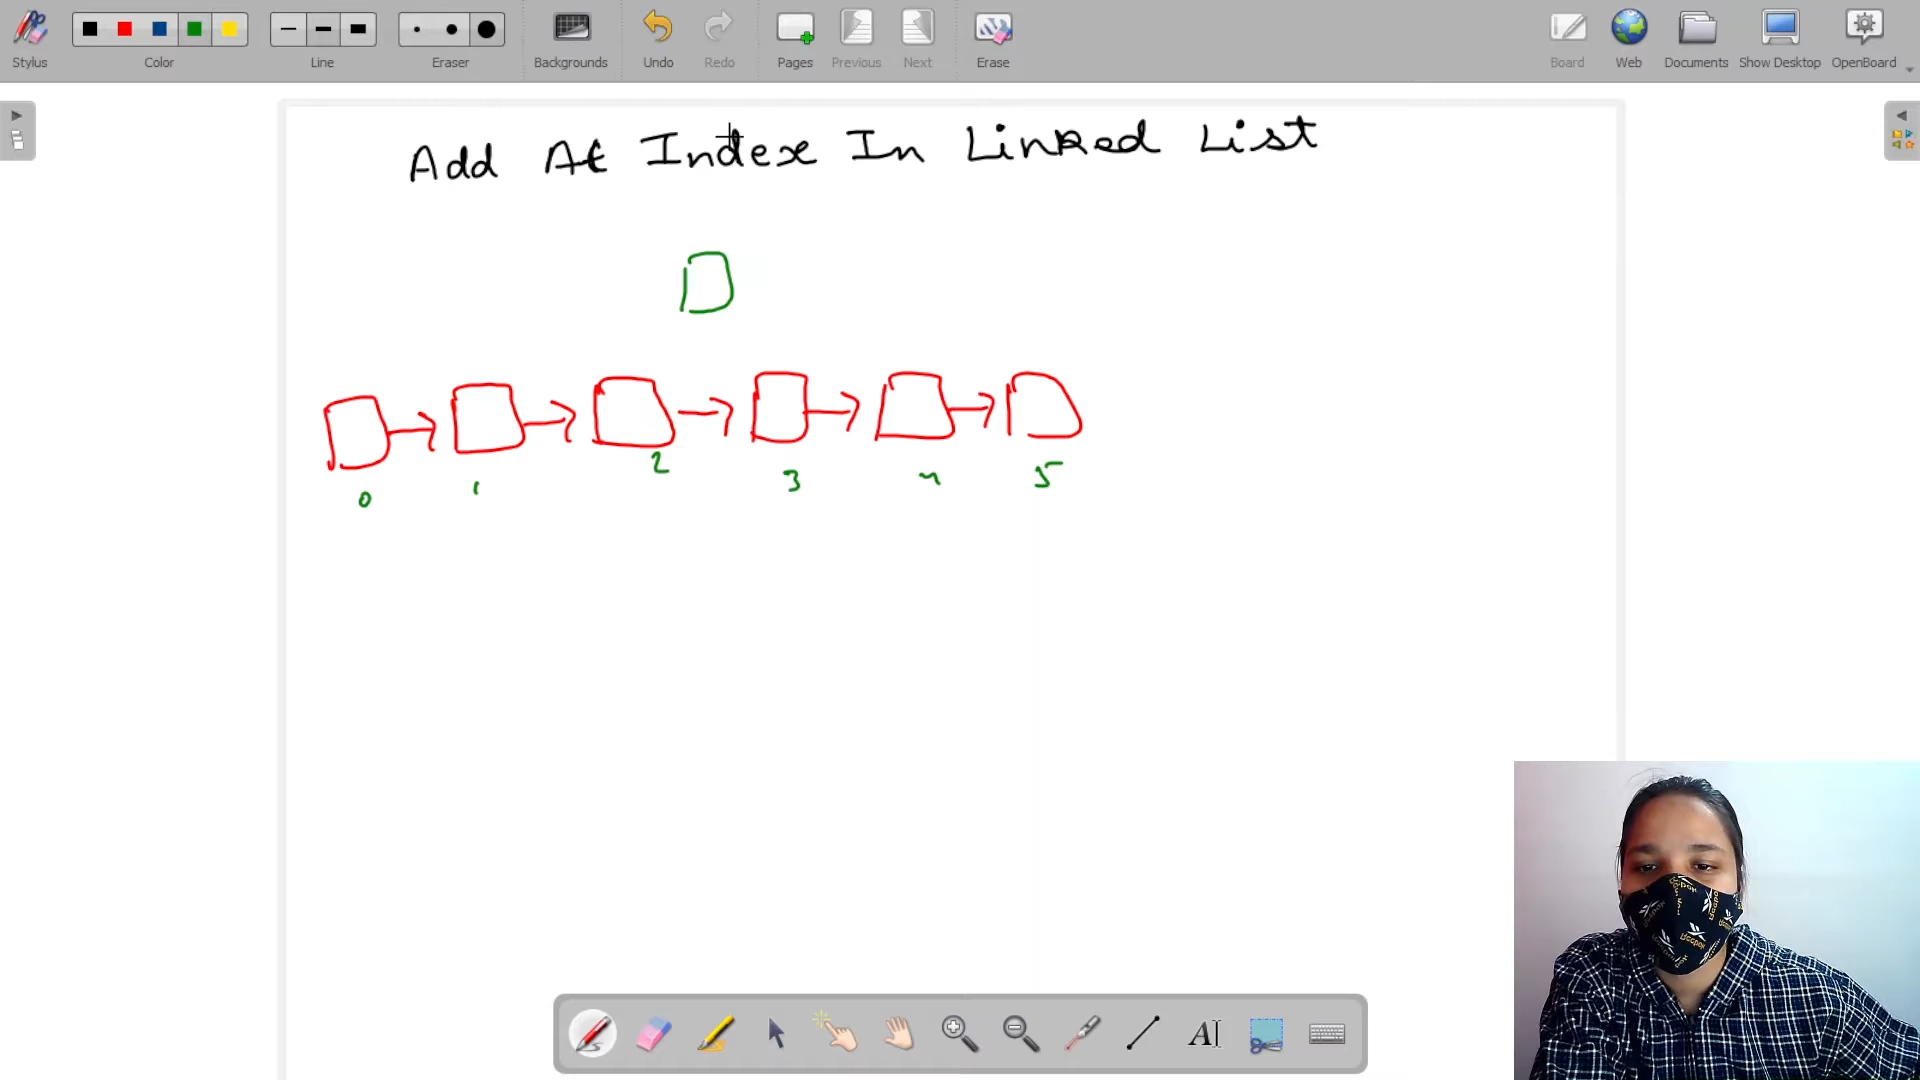 Stylus Color Line Eraser Backgrounds Undo Redo Pages Previous Next Erase Board Web Documents Show Desktop OpenBoard
Add At Index In Linked List
0 1 2 3 4 5
Reebok
A